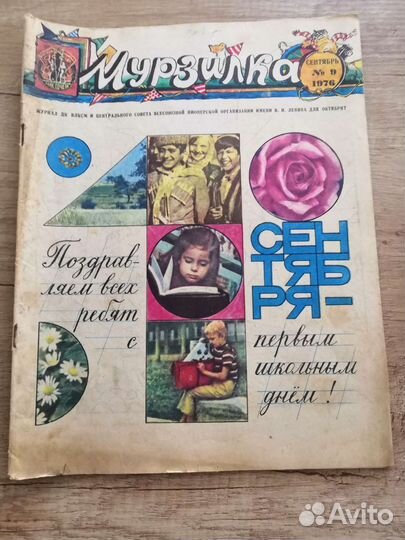 Мурзилка
СЕНТЯБРЬ
№ 9
1976
ЖУРНАЛ ЦК ВЛКСМ И ЦЕНТРАЛЬНОГО СОВЕТА ВСЕСОЮЗНОЙ ПИОНЕРСКОЙ ОРГАНИЗАЦИИ ИМЕНИ В. И. ЛЕНИНА ДЛЯ ОКТЯБРЯТ
1
СЕН
ТЯБ
РЯ–
Поздрав-
ляем всех
ребят
с
первым
школьным
днём!
Avito